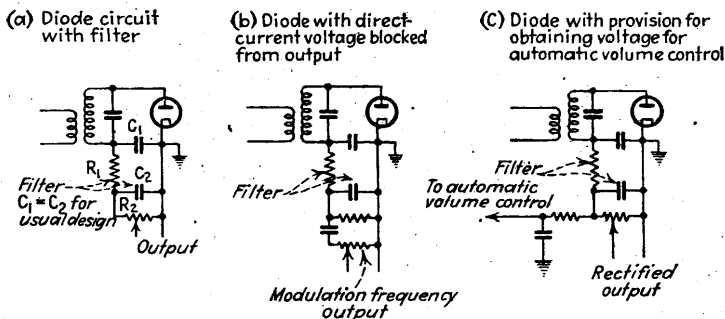 (a) Diode circuit
with filter
(b) Diode with direct-
current voltage blocked
from output
(c) Diode with provision for
obtaining voltage for
automatic volume control
C1
R1
C2
Filter
C1 = C2 for
usual design
R2
Output
Filter
Modulation frequency
output
Filter
To automatic
volume control
Rectified
output